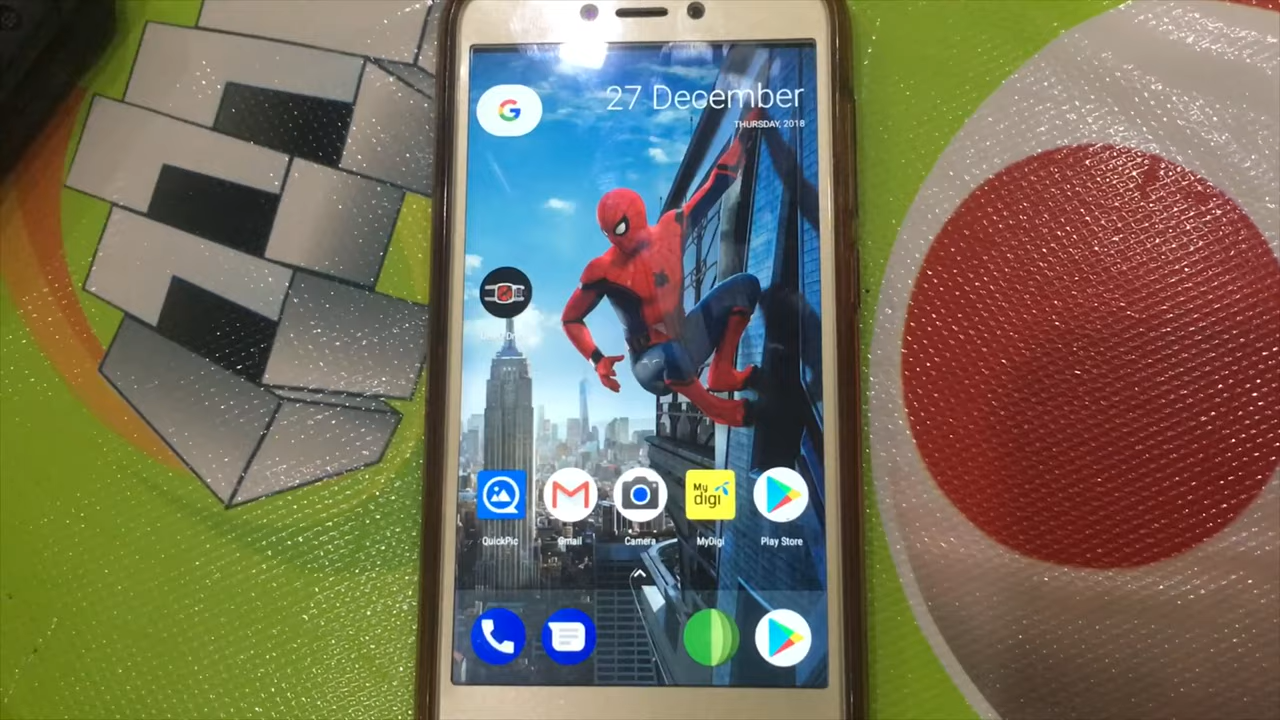 G
27 December
THURSDAY, 2018
My
digi
QuickPic
Gmail
Camera
MyDigi
Play Store